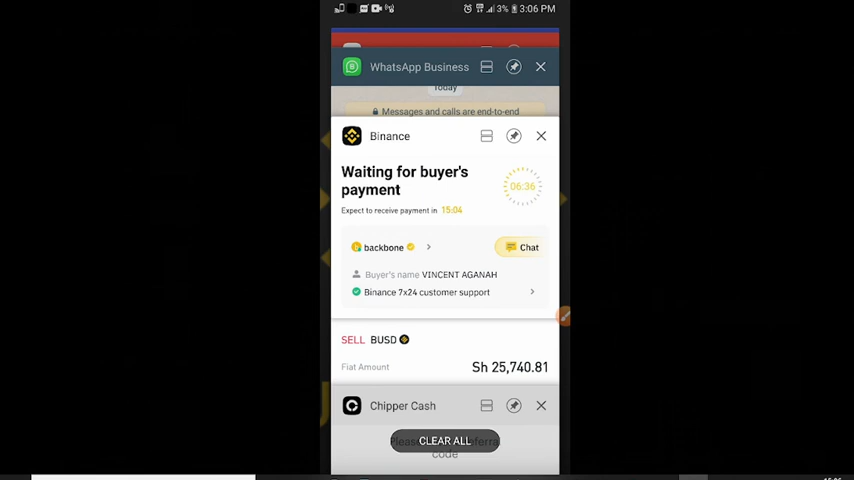 3% 3:06 PM
WhatsApp Business
Today
Messages and calls are end-to-end
Binance
Waiting for buyer's
payment
06:36
Expect to receive payment in 15:04
backbone
Chat
Buyer's name VINCENT AGANAH
Binance 7x24 customer support
SELL BUSD
Fiat Amount
Sh 25,740.81
Chipper Cash
CLEAR ALL
code